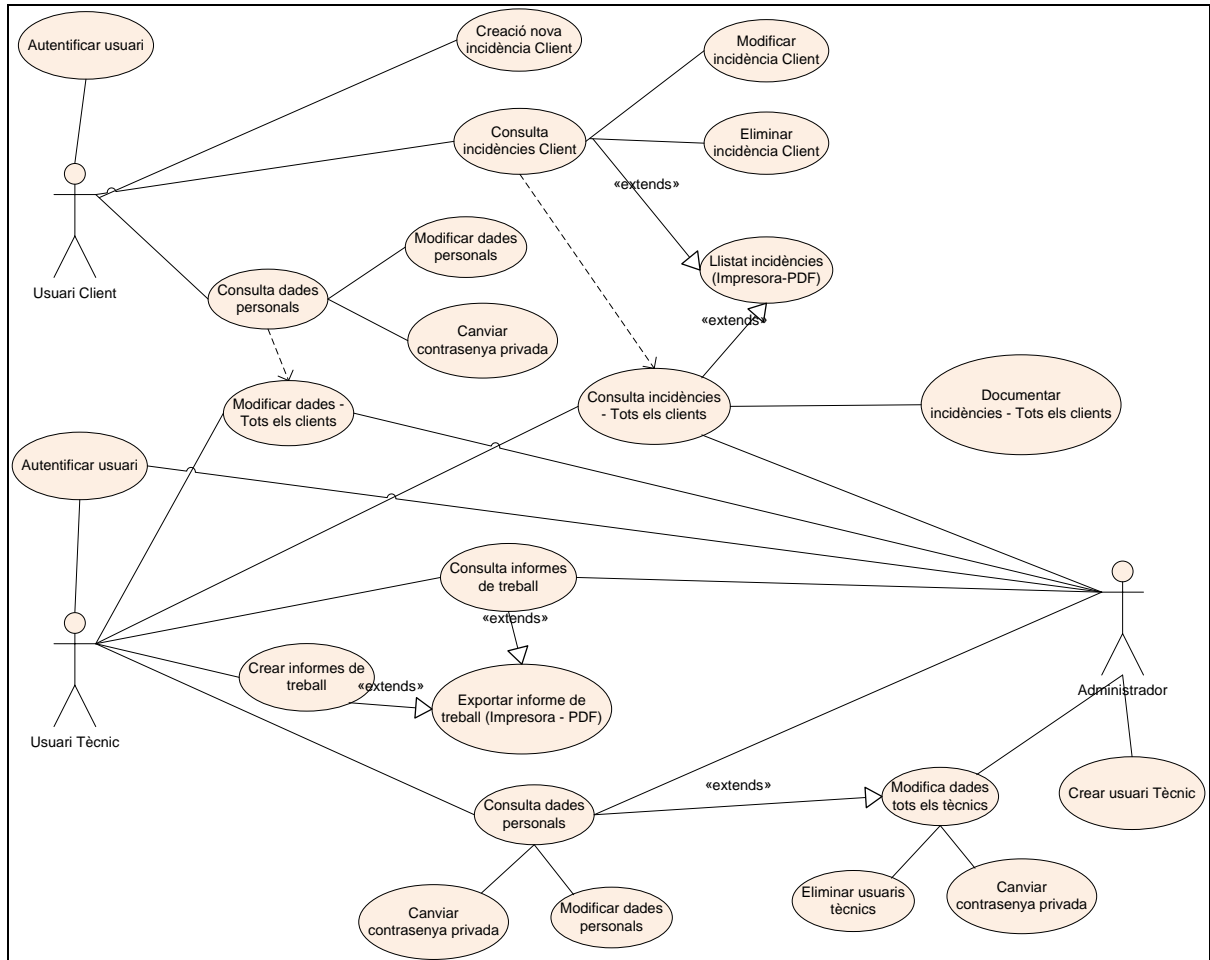 Autentificar usuari
Creació nova
incidència Client
Modificar
incidència Client
Consulta
incidències Client
Eliminar
incidència Client
«extends»
Usuari Client
Modificar dades
personals
Llistat incidències
(Impresora-PDF)
Consulta dades
personals
«extends»
Canviar
contrasenya privada
Modificar dades -
Tots els clients
Consulta incidències
- Tots els clients
Documentar
incidències - Tots els clients
Autentificar usuari
Consulta informes
de treball
«extends»
Crear informes de
treball
«extends»
Exportar informe de
treball (Impresora - PDF)
Administrador
Usuari Tècnic
«extends»
Consulta dades
personals
Modifica dades
tots els tècnics
Crear usuari Tècnic
Canviar
contrasenya privada
Modificar dades
personals
Eliminar usuaris
tècnics
Canviar
contrasenya privada